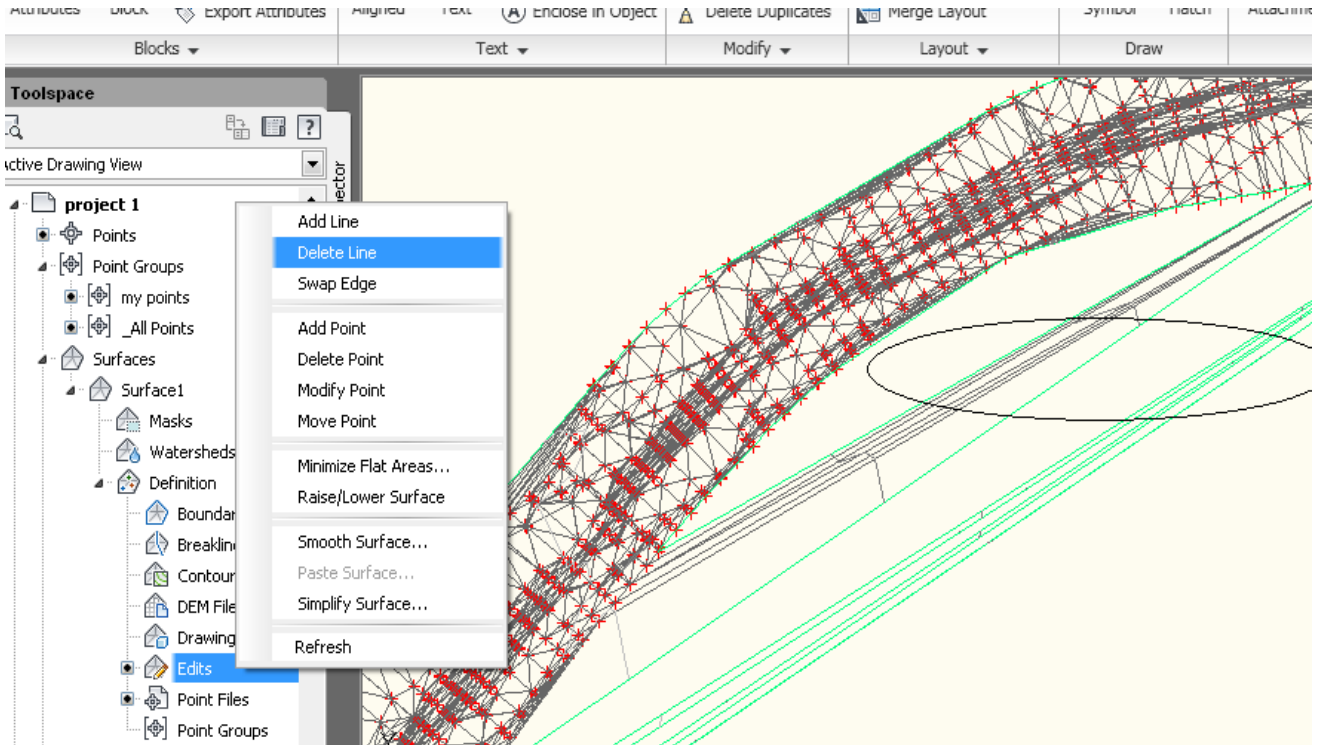 Attributes Block Export Attributes Aligned Text Enclose in Object Delete Duplicates Merge Layout Symbol Hatch
Blocks Text Modify Layout Draw
Toolspace
Active Drawing View
project 1
Points
Point Groups
my points
_All Points
Surfaces
Surface1
Masks
Watersheds
Definition
Boundar
Breaklin
Contour
DEM File
Drawing
Edits
Point Files
Point Groups
Add Line
Delete Line
Swap Edge
Add Point
Delete Point
Modify Point
Move Point
Minimize Flat Areas...
Raise/Lower Surface
Smooth Surface...
Paste Surface...
Simplify Surface...
Refresh